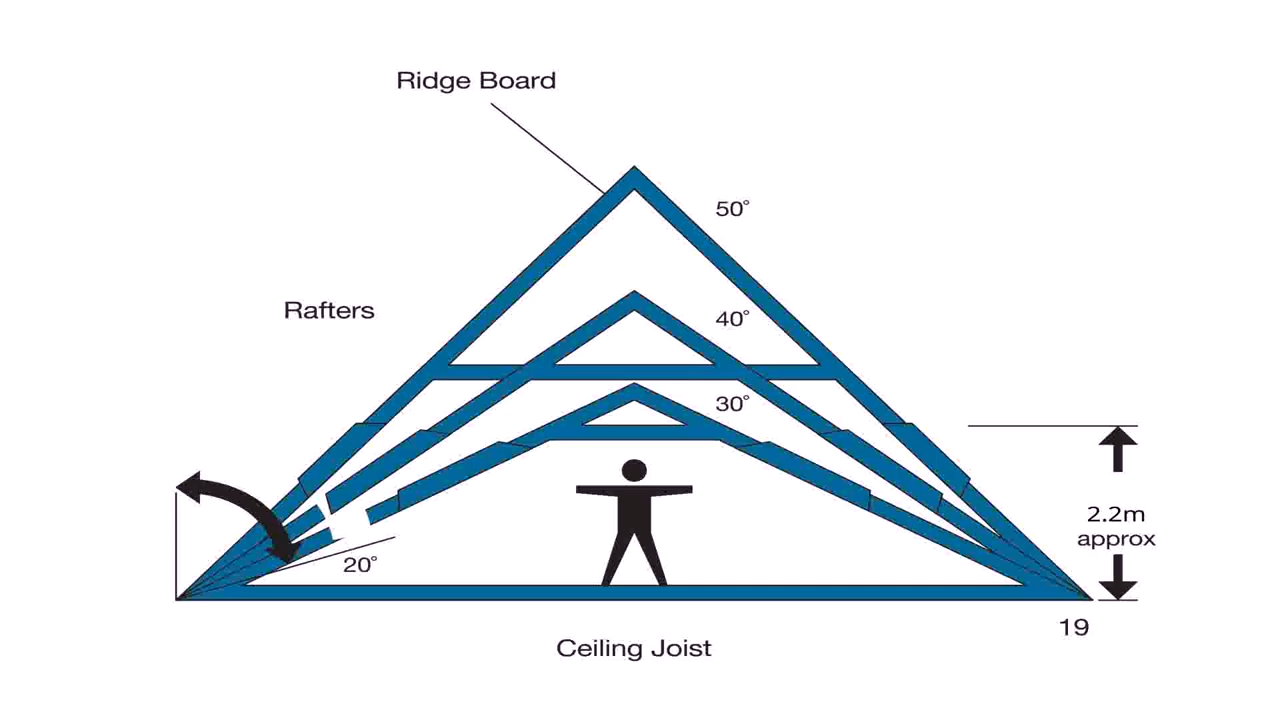 Ridge Board
50°
Rafters
40°
30°
2.2m
approx
20°
19
Ceiling Joist